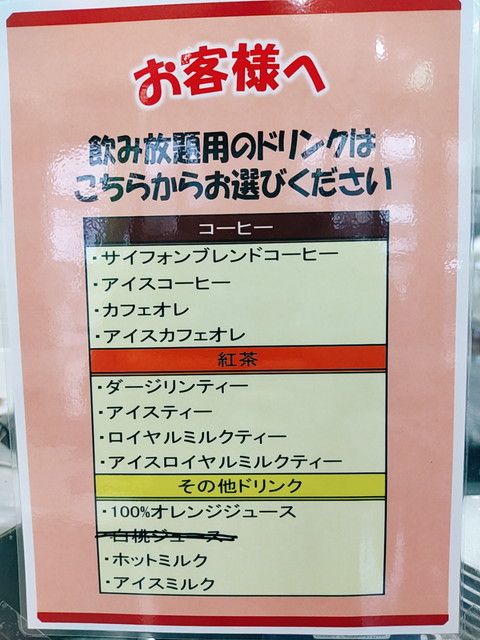 お客様へ
飲み放題用のドリンクは
こちらからお選びください
コーヒー
・サイフォンブレンドコーヒー
・アイスコーヒー
・カフェオレ
・アイスカフェオレ
紅茶
・ダージリンティー
・アイスティー
・ロイヤルミルクティー
・アイスロイヤルミルクティー
その他ドリンク
・100%オレンジジュース
・白桃ジュース
・ホットミルク
・アイスミルク